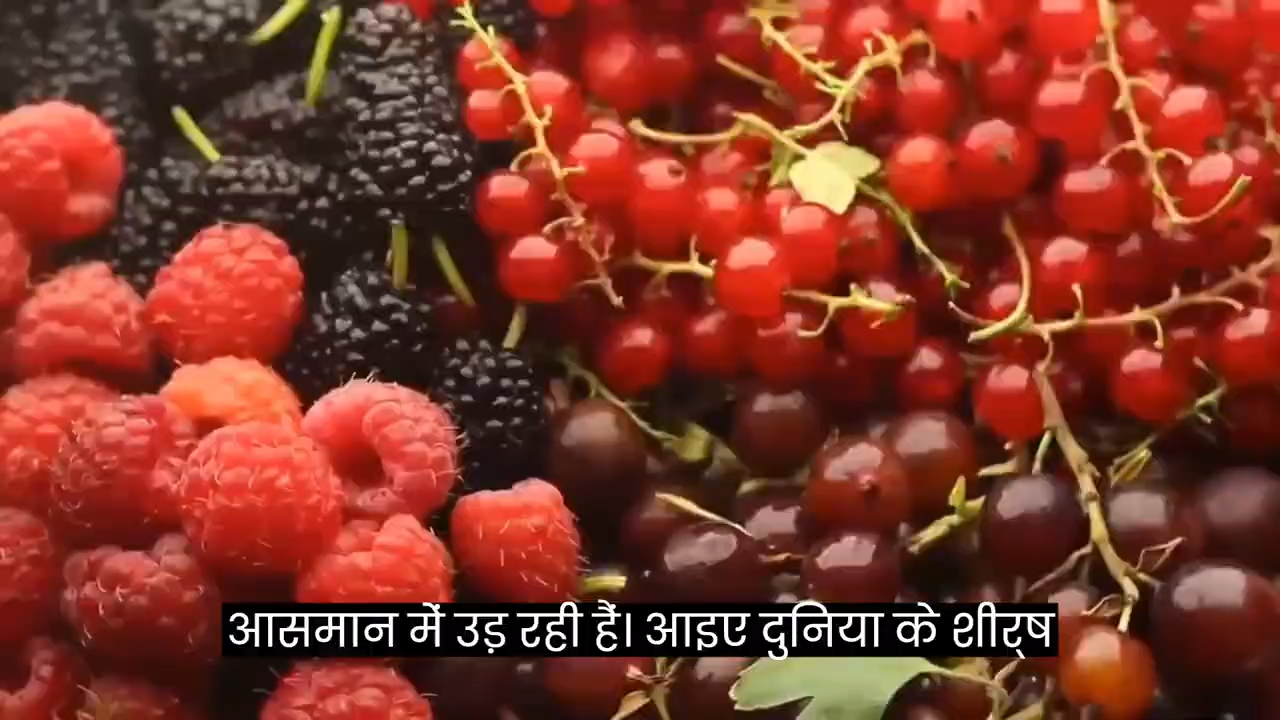 आसमान में उड़ रही हैं। आइए दुनिया के शीर्ष